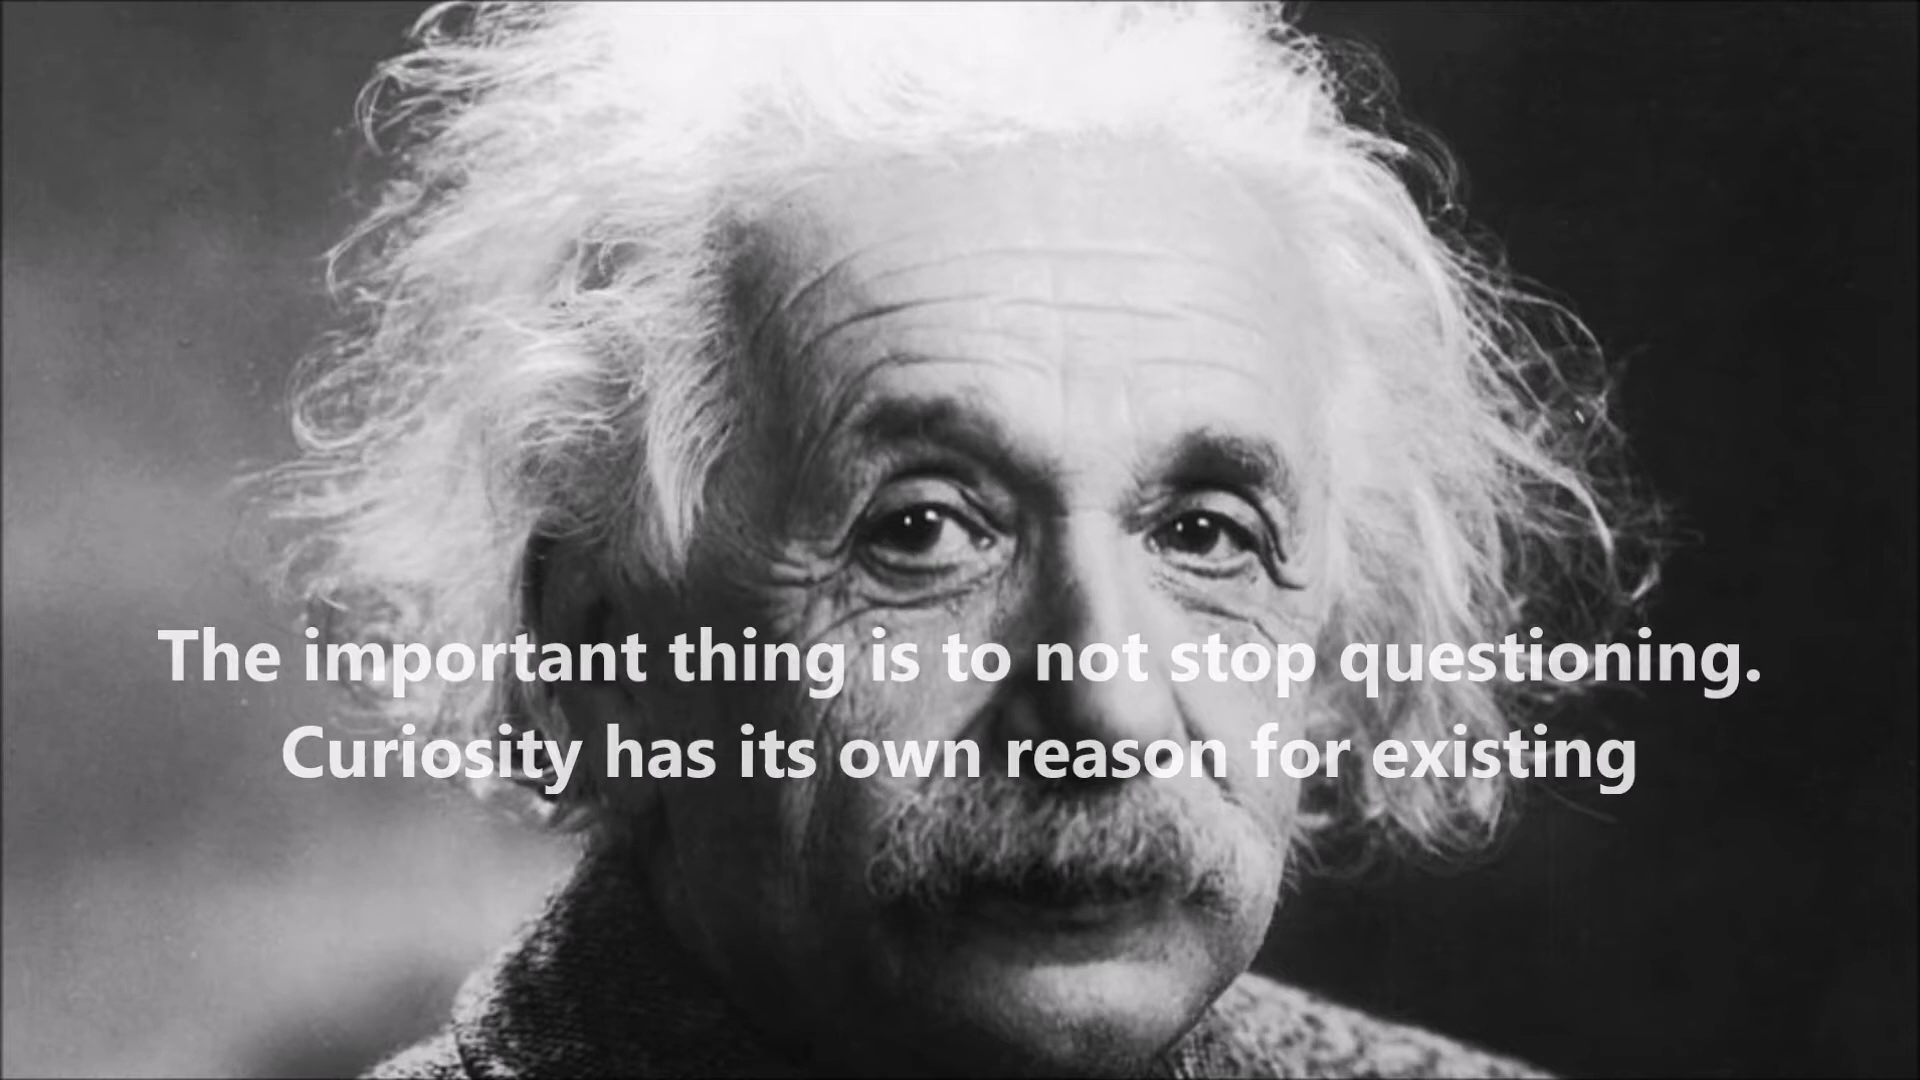 The important thing is to not stop questioning.
Curiosity has its own reason for existing